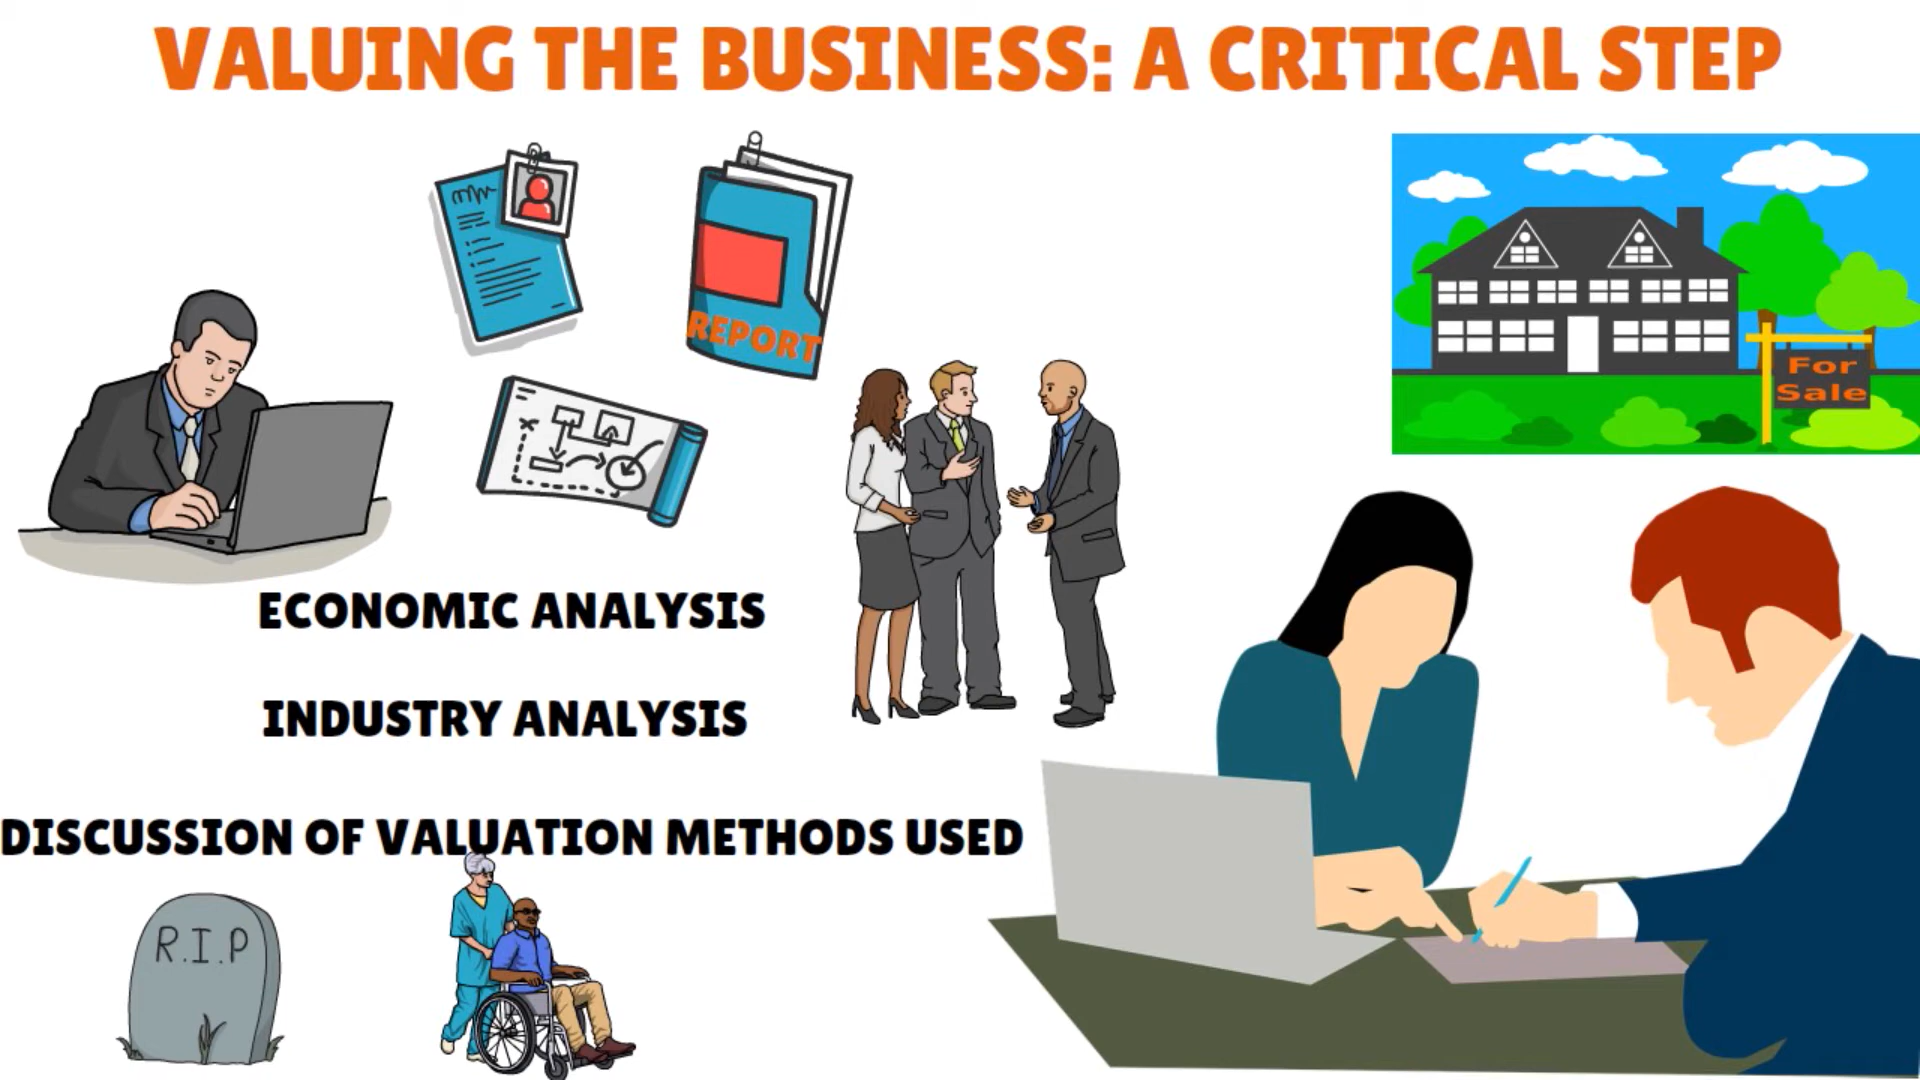 VALUING THE BUSINESS: A CRITICAL STEP
REPORT
For
Sale
ECONOMIC ANALYSIS
INDUSTRY ANALYSIS
DISCUSSION OF VALUATION METHODS USED
R.I.P